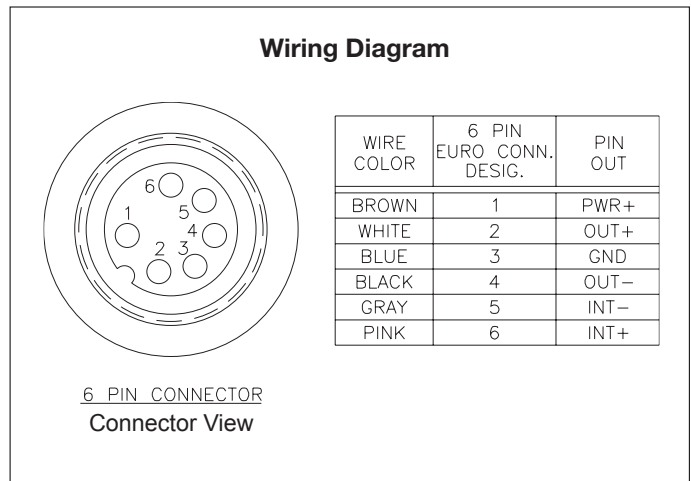 Wiring Diagram
6
5
1
4
2
3
6 PIN CONNECTOR
Connector View
WIRE COLOR 6 PIN EURO CONN. DESIG. PIN OUT
BROWN 1 PWR+
WHITE 2 OUT+
BLUE 3 GND
BLACK 4 OUT−
GRAY 5 INT−
PINK 6 INT+